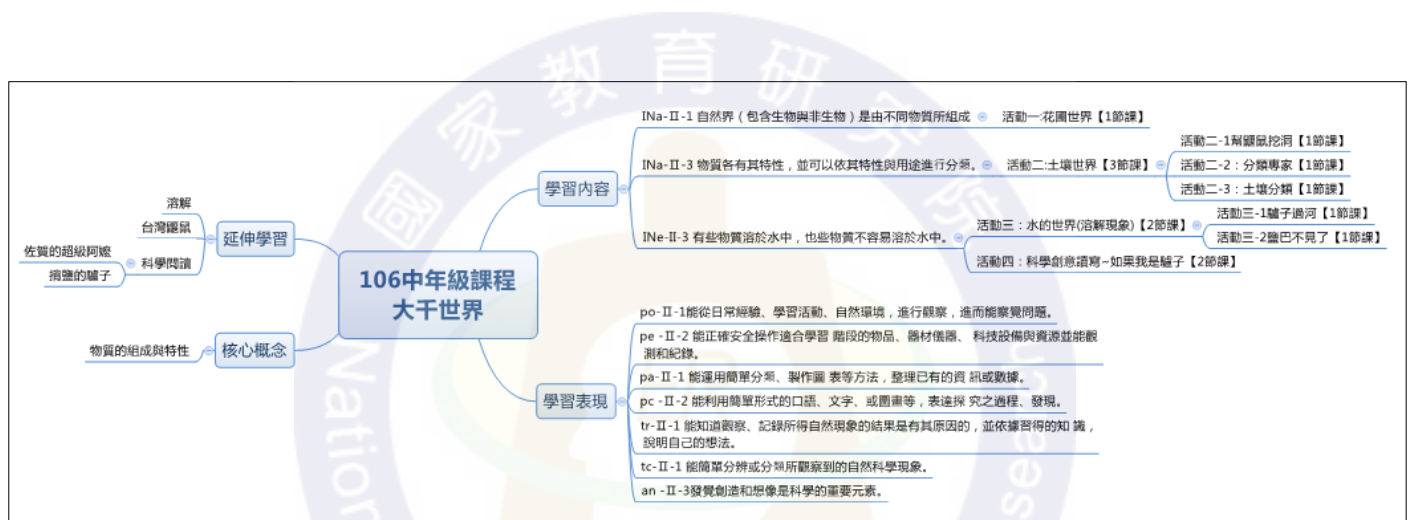 國家教育研究院
106中年級課程
大千世界
學習內容
INa-Ⅱ-1 自然界(包含生物與非生物)是由不同物質所組成
活動一:花園世界【1節課】
INa-Ⅱ-3 物質各有其特性,並可以依其特性與用途進行分類。
活動二:土壤世界【3節課】
活動二-1幫鼴鼠挖洞【1節課】
活動二-2:分類專家【1節課】
活動二-3:土壤分類【1節課】
INe-Ⅱ-3 有些物質溶於水中,也些物質不容易溶於水中。
活動三:水的世界(溶解現象)【2節課】
活動三-1驢子過河【1節課】
活動三-2鹽巴不見了【1節課】
活動四:科學創意讀寫~如果我是驢子【2節課】
學習表現
po-Ⅱ-1能從日常經驗、學習活動、自然環境,進行觀察,進而能察覺問題。
pe -Ⅱ-2 能正確安全操作適合學習 階段的物品、器材儀器、 科技設備與資源並能觀
測和紀錄。
pa-Ⅱ-1 能運用簡單分類、製作圖 表等方法,整理已有的資 訊或數據。
pc -Ⅱ-2 能利用簡單形式的口語、文字、或圖畫等,表達探 究之過程、發現。
tr-Ⅱ-1 能知道觀察、記錄所得自然現象的結果是有其原因的,並依據習得的知 識,
說明自己的想法。
tc-Ⅱ-1 能簡單分辨或分類所觀察到的自然科學現象。
an -Ⅱ-3發覺創造和想像是科學的重要元素。
延伸學習
溶解
台灣鼴鼠
科學閱讀
佐賀的超級阿嬤
揹鹽的驢子
核心概念
物質的組成與特性
Nation